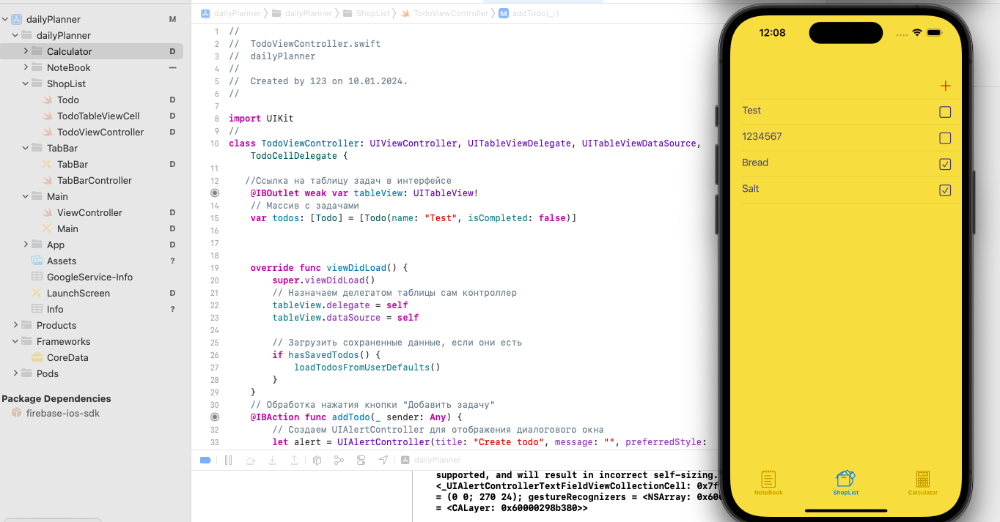 dailyPlanner M
dailyPlanner
Calculator D
NoteBook –
ShopList
Todo D
TodoTableViewCell D
TodoViewController D
TabBar
TabBar D
TabBarController
Main
ViewController D
Main D
App D
Assets ?
GoogleService-Info
LaunchScreen D
Info ?
Products
Frameworks
CoreData
Pods
Package Dependencies
firebase-ios-sdk
dailyPlanner dailyPlanner ShopList TodoViewController M addTodo(_:)
1 //
2 //  TodoViewController.swift
3 //  dailyPlanner
4 //
5 //  Created by 123 on 10.01.2024.
6 //
7
8 import UIKit
9 //
10 class TodoViewController: UIViewController, UITableViewDelegate, UITableViewDataSource,
TodoCellDelegate {
11
12 //Ссылка на таблицу задач в интерфейсе
@IBOutlet weak var tableView: UITableView!
14 // Массив с задачами
15 var todos: [Todo] = [Todo(name: "Test", isCompleted: false)]
16
17
18
19 override func viewDidLoad() {
20 super.viewDidLoad()
21 // Назначаем делегатом таблицы сам контроллер
22 tableView.delegate = self
23 tableView.dataSource = self
24
25 // Загрузить сохраненные данные, если они есть
26 if hasSavedTodos() {
27 loadTodosFromUserDefaults()
28 }
29 }
30 // Обработка нажатия кнопки "Добавить задачу"
@IBAction func addTodo(_ sender: Any) {
32 // Создаем UIAlertController для отображения диалогового окна
33 let alert = UIAlertController(title: "Create todo", message: "", preferredStyle:
dailyPlanner
supported, and will result in incorrect self-sizing.
<_UIAlertControllerTextFieldViewCollectionCell: 0x7f
= (0 0; 270 24); gestureRecognizers = <NSArray: 0x60
= <CALayer: 0x60000298b380>>
12:08
+
Test
1234567
Bread
Salt
NoteBook ShopList Calculator